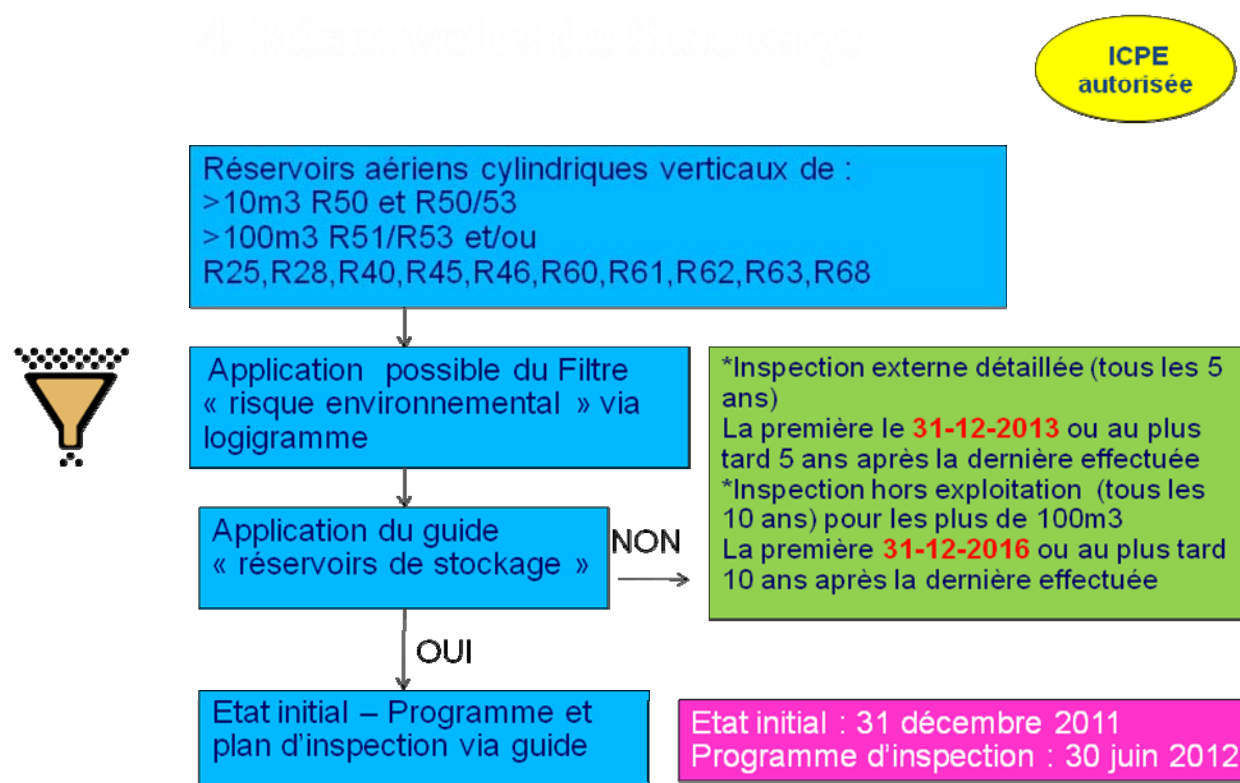 4- Réservoirs de Stockage
ICPE
autorisée
Réservoirs aériens cylindriques verticaux de :
>10m3 R50 et R50/53
>100m3 R51/R53 et/ou
R25,R28,R40,R45,R46,R60,R61,R62,R63,R68
Application possible du Filtre
« risque environnemental » via
logigramme
*Inspection externe détaillée (tous les 5
ans)
La première le 31-12-2013 ou au plus
tard 5 ans après la dernière effectuée
*Inspection hors exploitation (tous les
10 ans) pour les plus de 100m3
La première 31-12-2016 ou au plus tard
10 ans après la dernière effectuée
Application du guide
« réservoirs de stockage »
NON
OUI
Etat initial – Programme et
plan d'inspection via guide
Etat initial : 31 décembre 2011
Programme d'inspection : 30 juin 2012